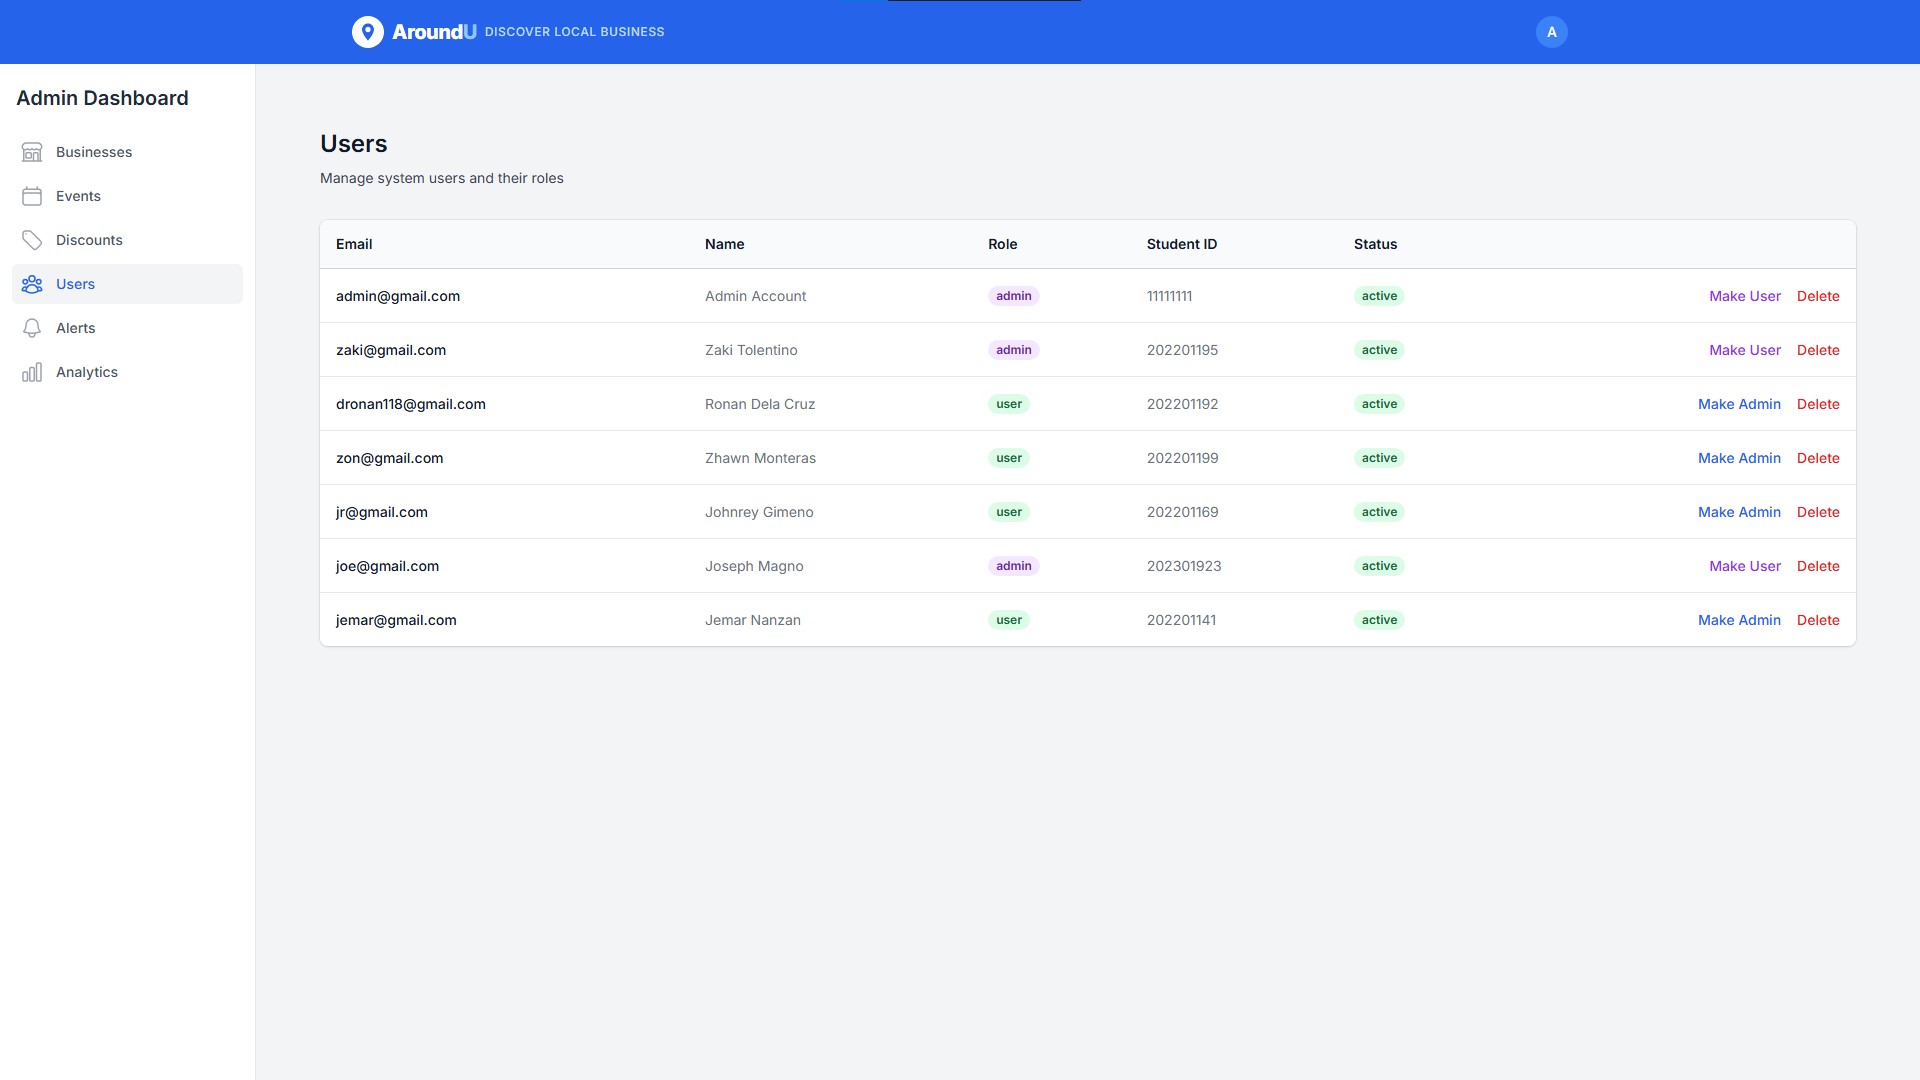 AroundU DISCOVER LOCAL BUSINESS
A
Admin Dashboard
Businesses
Events
Discounts
Users
Alerts
Analytics
Users
Manage system users and their roles
Email Name Role Student ID Status
admin@gmail.com Admin Account admin 11111111 active Make User Delete
zaki@gmail.com Zaki Tolentino admin 202201195 active Make User Delete
dronan118@gmail.com Ronan Dela Cruz user 202201192 active Make Admin Delete
zon@gmail.com Zhawn Monteras user 202201199 active Make Admin Delete
jr@gmail.com Johnrey Gimeno user 202201169 active Make Admin Delete
joe@gmail.com Joseph Magno admin 202301923 active Make User Delete
jemar@gmail.com Jemar Nanzan user 202201141 active Make Admin Delete